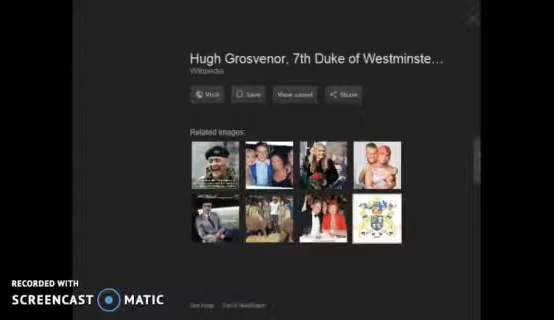 Hugh Grosvenor, 7th Duke of Westminste...
Wikipedia
Visit Save View saved Share
Related images:
RECORDED WITH
SCREENCAST MATIC